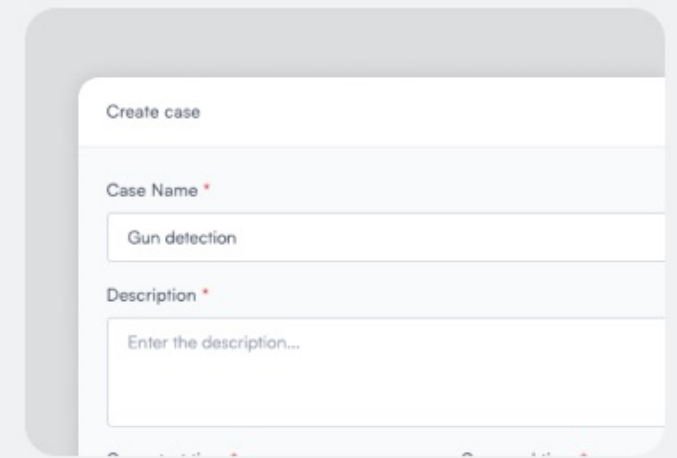 Create case
Case Name *
Gun detection
Description *
Enter the description...